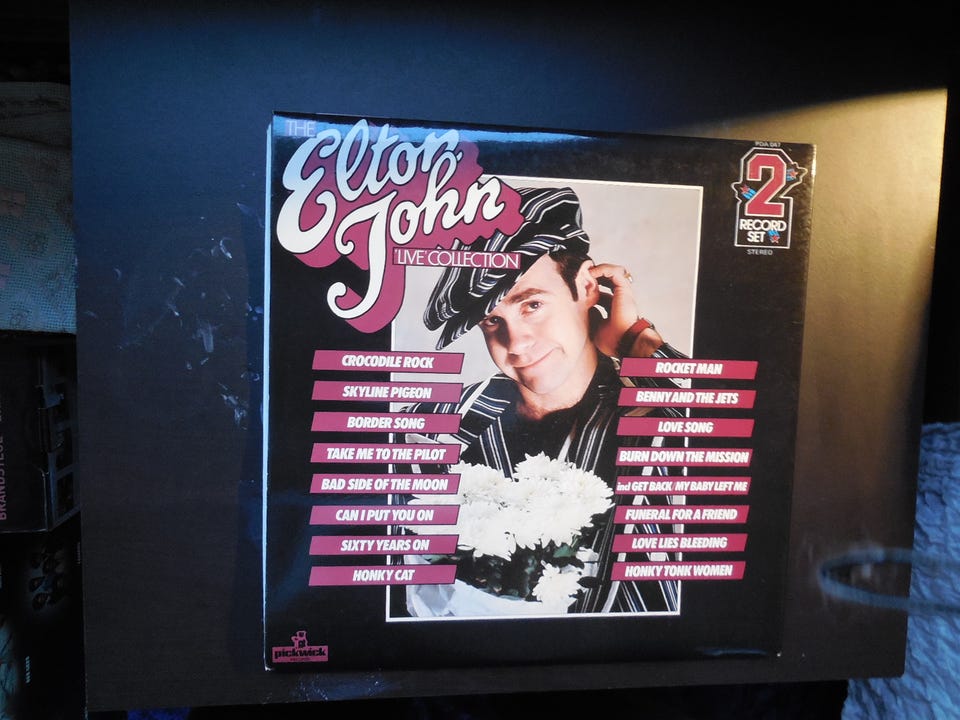 THE
Elton
John
'LIVE' COLLECTION
PDA 047
2
RECORD
SET
STEREO
CROCODILE ROCK
SKYLINE PIGEON
BORDER SONG
TAKE ME TO THE PILOT
BAD SIDE OF THE MOON
CAN I PUT YOU ON
SIXTY YEARS ON
HONKY CAT
ROCKET MAN
BENNY AND THE JETS
LOVE SONG
BURN DOWN THE MISSION
incl GET BACK/MY BABY LEFT ME
FUNERAL FOR A FRIEND
LOVE LIES BLEEDING
HONKY TONK WOMEN
pickwick
RECORDS